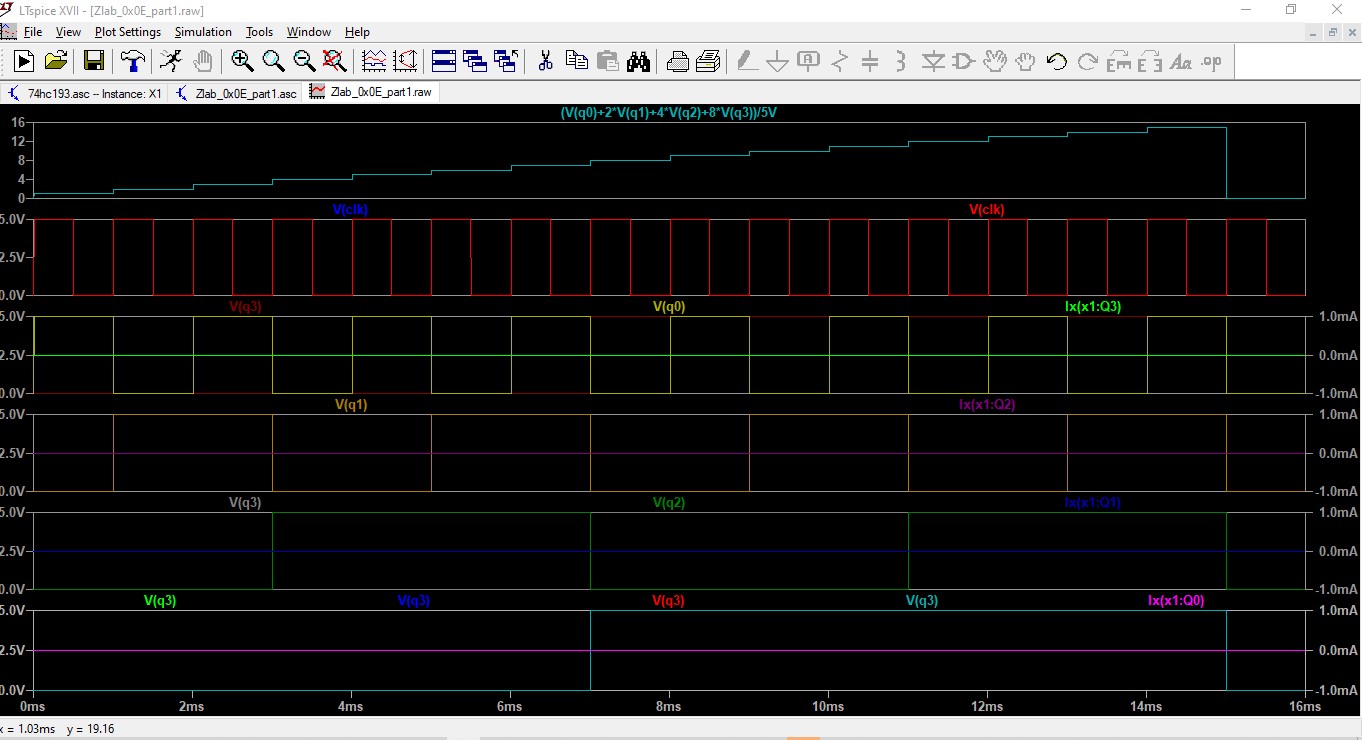 LTspice XVII - [Zlab_0x0E_part1.raw]
File View Plot Settings Simulation Tools Window Help
74hc193.asc -- Instance: X1 Zlab_0x0E_part1.asc Zlab_0x0E_part1.raw
(V(q0)+2*V(q1)+4*V(q2)+8*V(q3))/5V
16
12
8
4
0
V(clk) V(clk)
5.0V
2.5V
0.0V
V(q3) V(q0) Ix(x1:Q3)
5.0V 1.0mA
2.5V 0.0mA
0.0V -1.0mA
V(q1) Ix(x1:Q2)
5.0V 1.0mA
2.5V 0.0mA
0.0V -1.0mA
V(q3) V(q2) Ix(x1:Q1)
5.0V 1.0mA
2.5V 0.0mA
0.0V -1.0mA
V(q3) V(q3) V(q3) V(q3) Ix(x1:Q0)
5.0V 1.0mA
2.5V 0.0mA
0.0V -1.0mA
0ms 2ms 4ms 6ms 8ms 10ms 12ms 14ms 16ms
x = 1.03ms y = 19.16